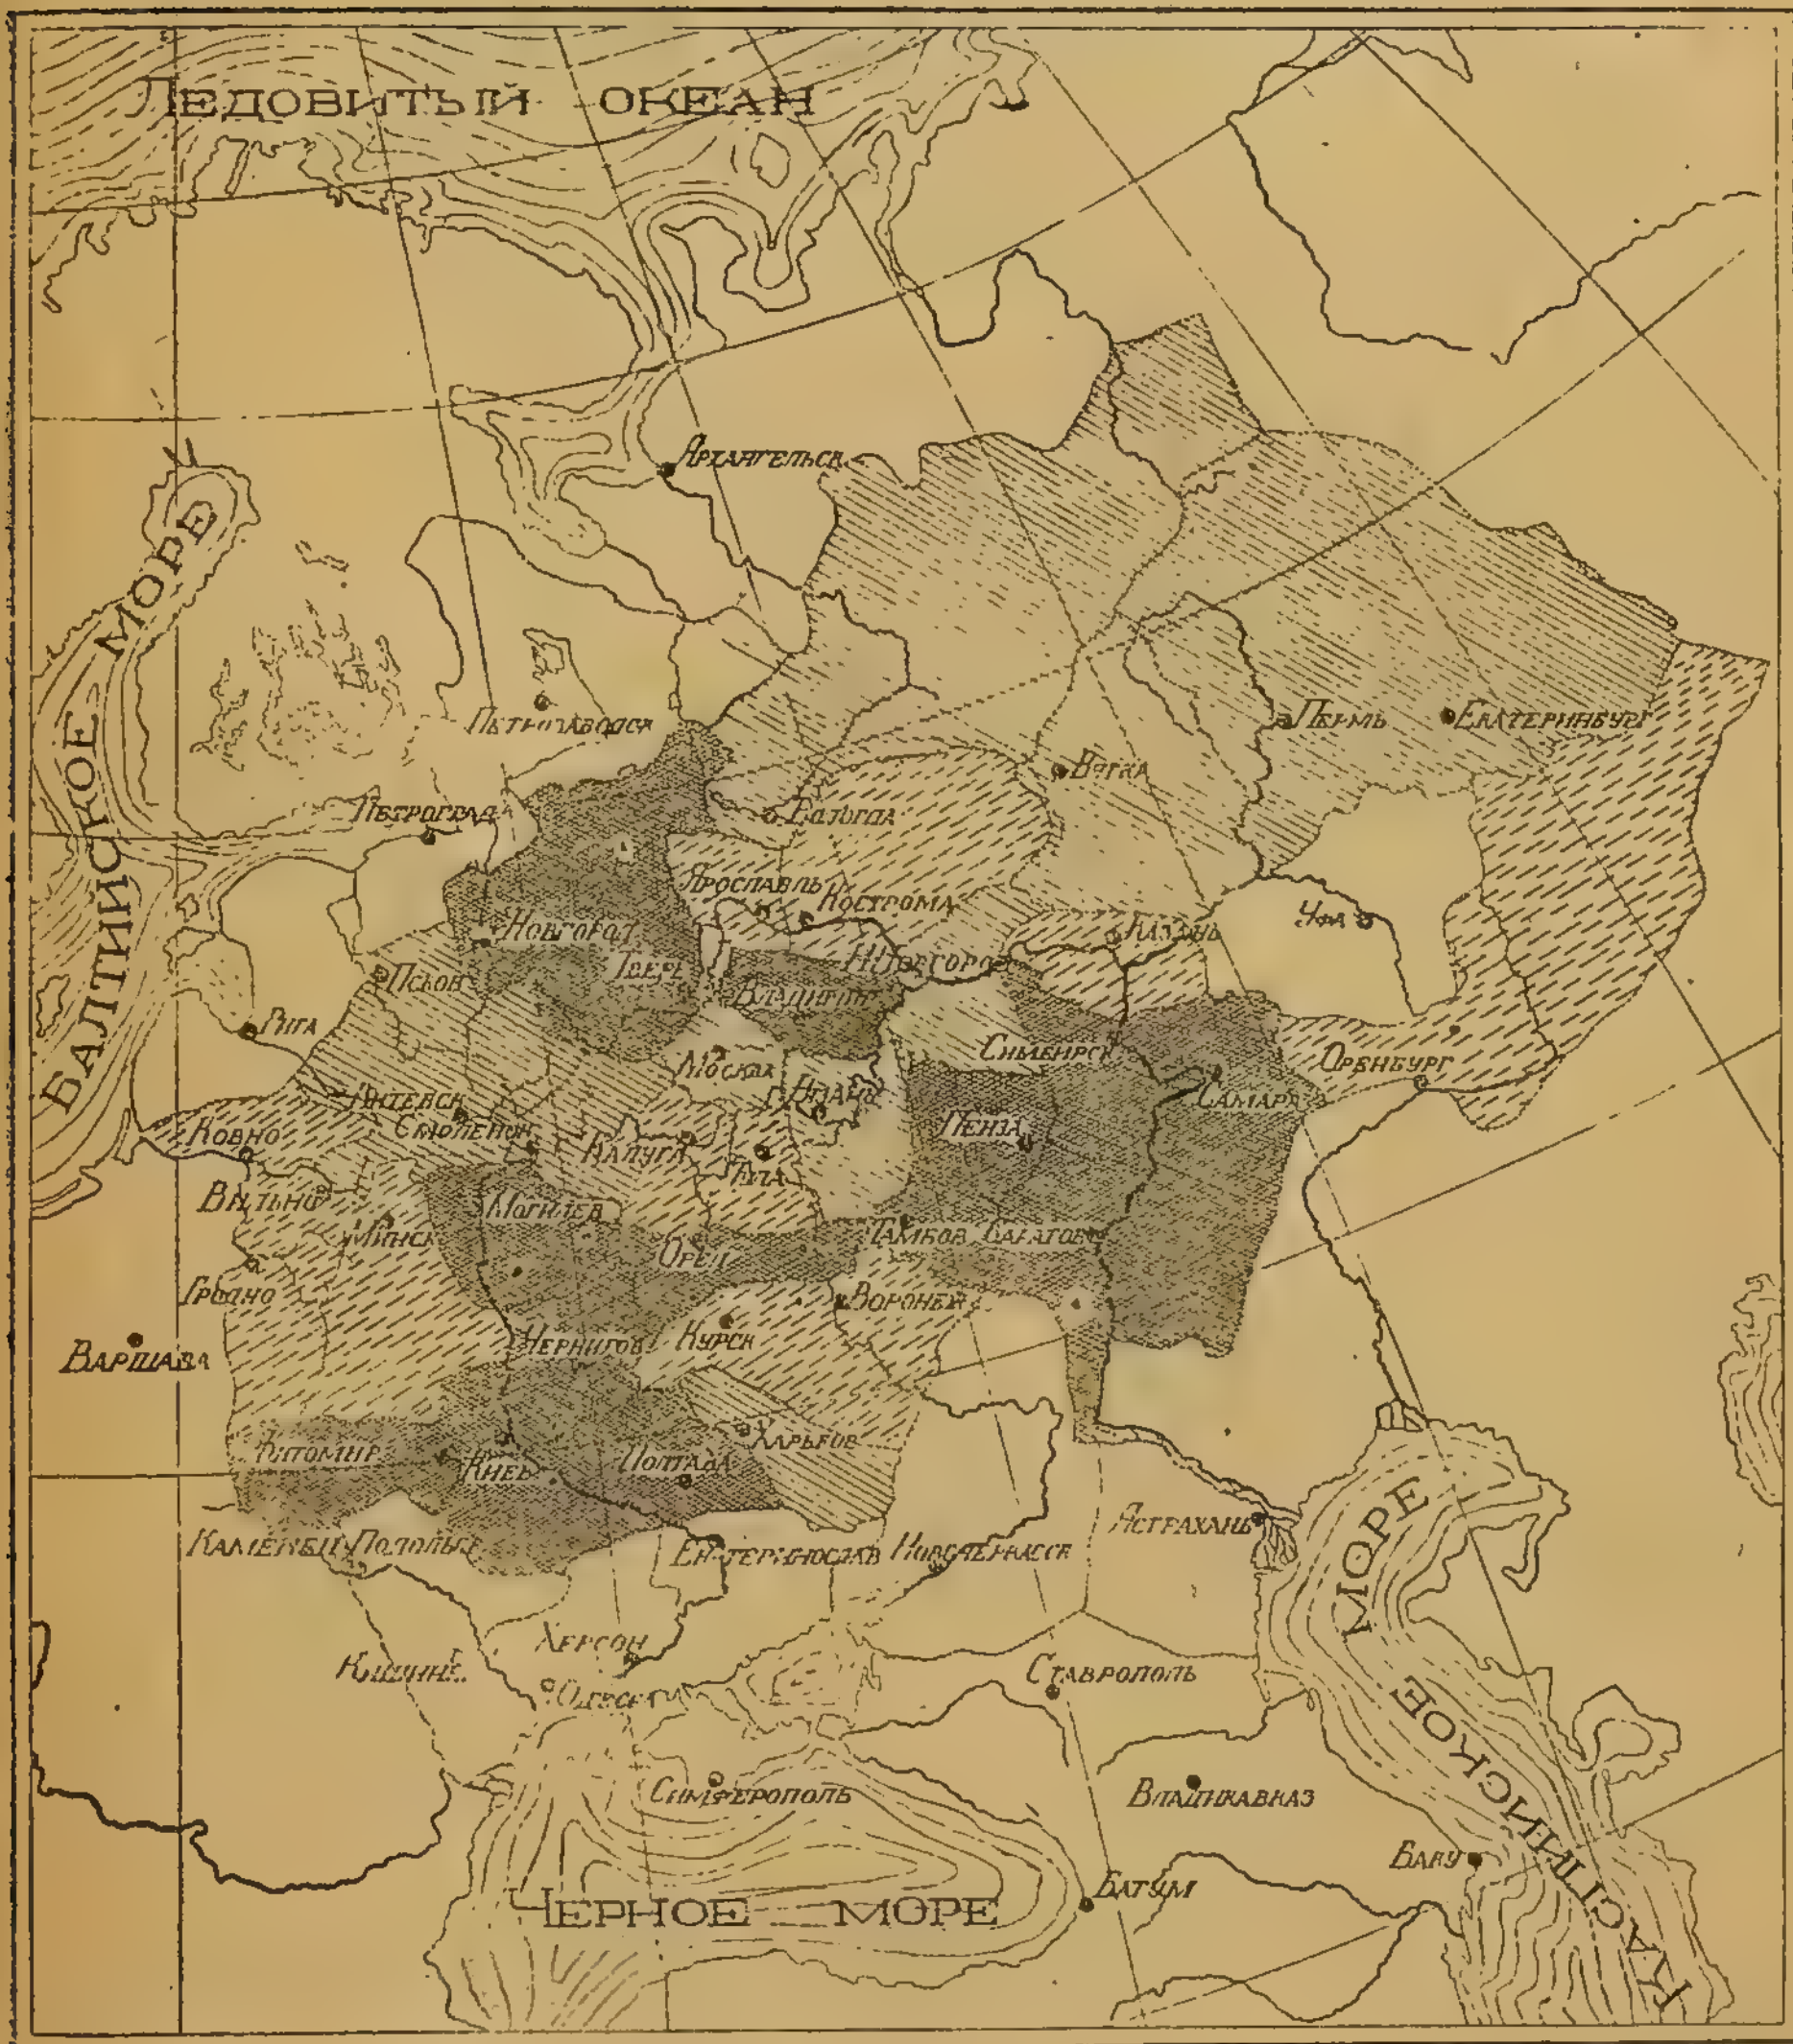 Ледовитый океан
Балтийское море
Архангельск
Петрозаводск
Пермь
Екатеринбург
Петроград
Вятка
Вологда
Ярославль
Кострома
Новгород
Тверь
Казань
Уфа
Псков
Н.Новгород
Владимир
Рига
Москва
Симбирск
Оренбург
Витебск
Рязань
Самара
Смоленск
Ковно
Калуга
Тула
Пенза
Вильно
Могилев
Минск
Орел
Тамбов
Саратов
Гродно
Воронеж
Варшава
Чернигов
Курск
Житомир
Киев
Полтава
Харьков
Астрахань
Каменец Подольск
Екатеринослав
Новочеркасск
Херсон
Кишинев
Одесса
Ставрополь
Симферополь
Владикавказ
Баку
Батум
Черное море
Каспийское море